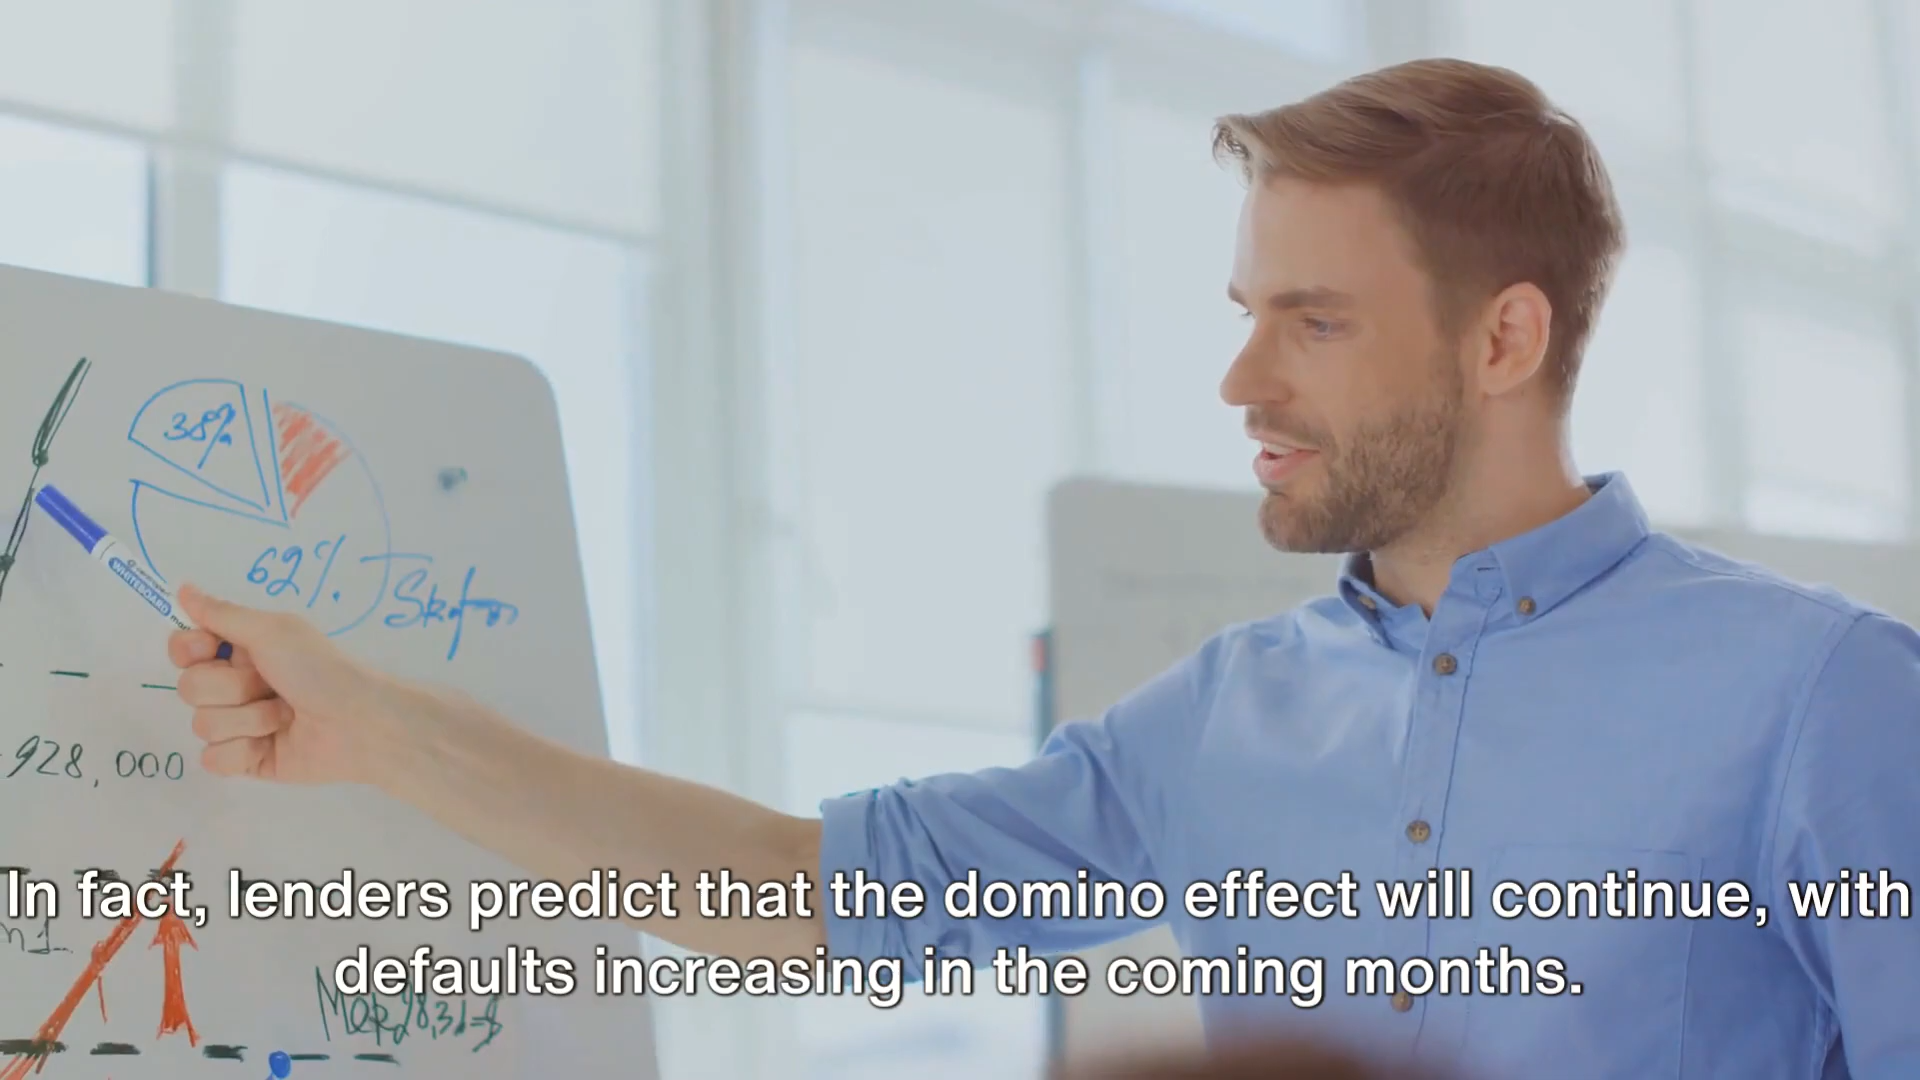 38%
62%
WHITEBOARD
928,000
In fact, lenders predict that the domino effect will continue, with
defaults increasing in the coming months.